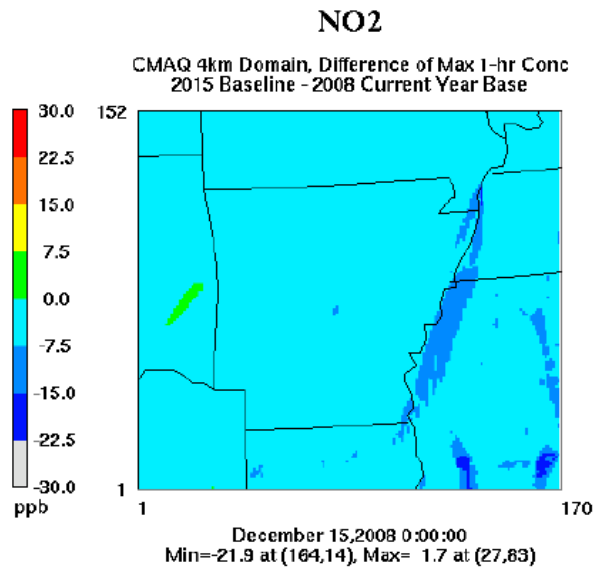 NO2
CMAQ 4km Domain, Difference of Max 1-hr Conc
2015 Baseline - 2008 Current Year Base
152
30.0
22.5
15.0
7.5
0.0
-7.5
-15.0
-22.5
-30.0
ppb
1
1
170
December 15,2008 0:00:00
Min=-21.9 at (164,14), Max= 1.7 at (27,83)